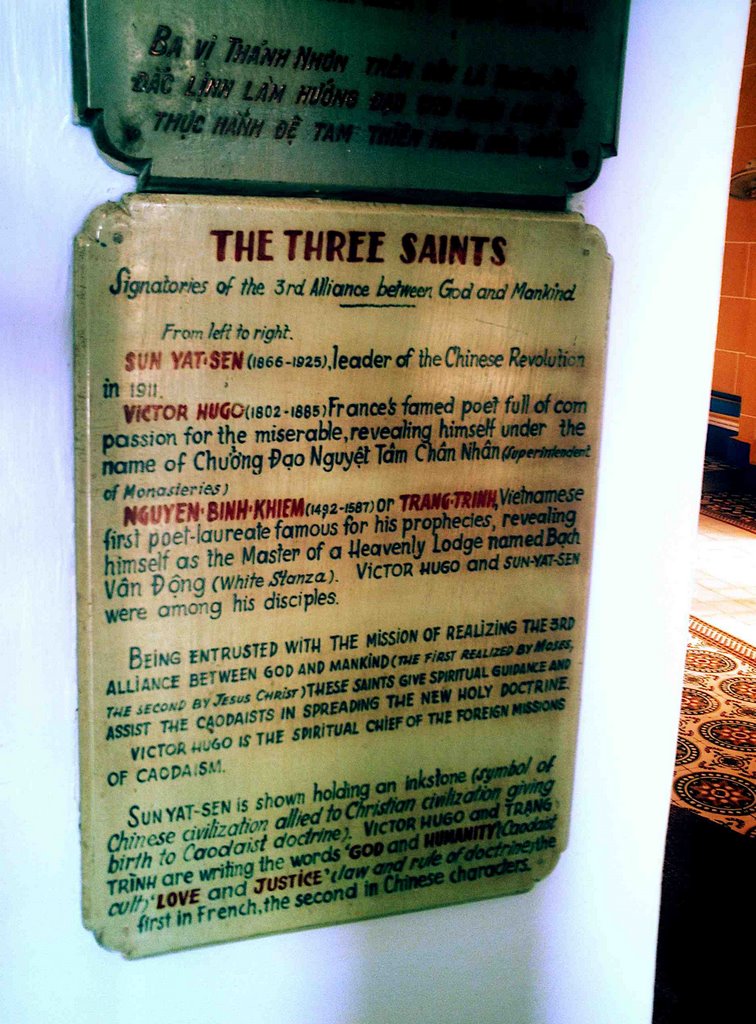 BA VỊ THÁNH NHƠN TRÊN ĐÂY LÀ
ĐẮC LỊNH LÀM HƯỚNG ĐẠO
THỰC HÀNH ĐỆ TAM THIÊN NHƠN
THE THREE SAINTS
Signatories of the 3rd Alliance between God and Mankind
From left to right.
SUN YAT-SEN (1866-1925), leader of the Chinese Revolution
in 1911.
VICTOR HUGO (1802-1885) France's famed poet full of com
passion for the miserable, revealing himself under the
name of Chưởng Đạo Nguyệt Tâm Chân Nhân (Superintendent
of Monasieries)
NGUYEN-BINH-KHIEM (1492-1587) or TRANG-TRINH, Vietnamese
first poet-laureate famous for his prophecies, revealing
himself as the Master of a Heavenly Lodge named Bạch
Vân Động (White Stanza). VICTOR HUGO and SUN-YAT-SEN
were among his disciples.
BEING ENTRUSTED WITH THE MISSION OF REALIZING THE 3RD
ALLIANCE BETWEEN GOD AND MANKIND (THE FIRST REALIZED BY MOSES,
THE SECOND BY JESUS CHRIST) THESE SAINTS GIVE SPIRITUAL GUIDANCE AND
ASSIST THE CAODAISTS IN SPREADING THE NEW HOLY DOCTRINE.
VICTOR HUGO IS THE SPIRITUAL CHIEF OF THE FOREIGN MISSIONS
OF CAODAISM.
SUN YAT-SEN is shown holding an inkstone (symbol of
Chinese civilization allied to Christian civilization giving
birth to Caodaist doctrine). VICTOR HUGO and TRANG
TRÌNH are writing the words 'GOD and HUMANITY' (Caodaist
cult) 'LOVE and JUSTICE' (law and rule of doctrine) the
first in French, the second in Chinese characters.